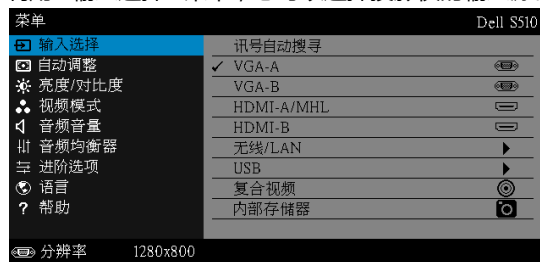 菜单 Dell S510
输入选择 讯号自动搜寻
自动调整 ✓ VGA-A
亮度/对比度 VGA-B
视频模式 HDMI-A/MHL
音频音量 HDMI-B
音频均衡器 无线/LAN
进阶选项 USB
语言 复合视频
? 帮助 内部存储器
分辨率 1280x800